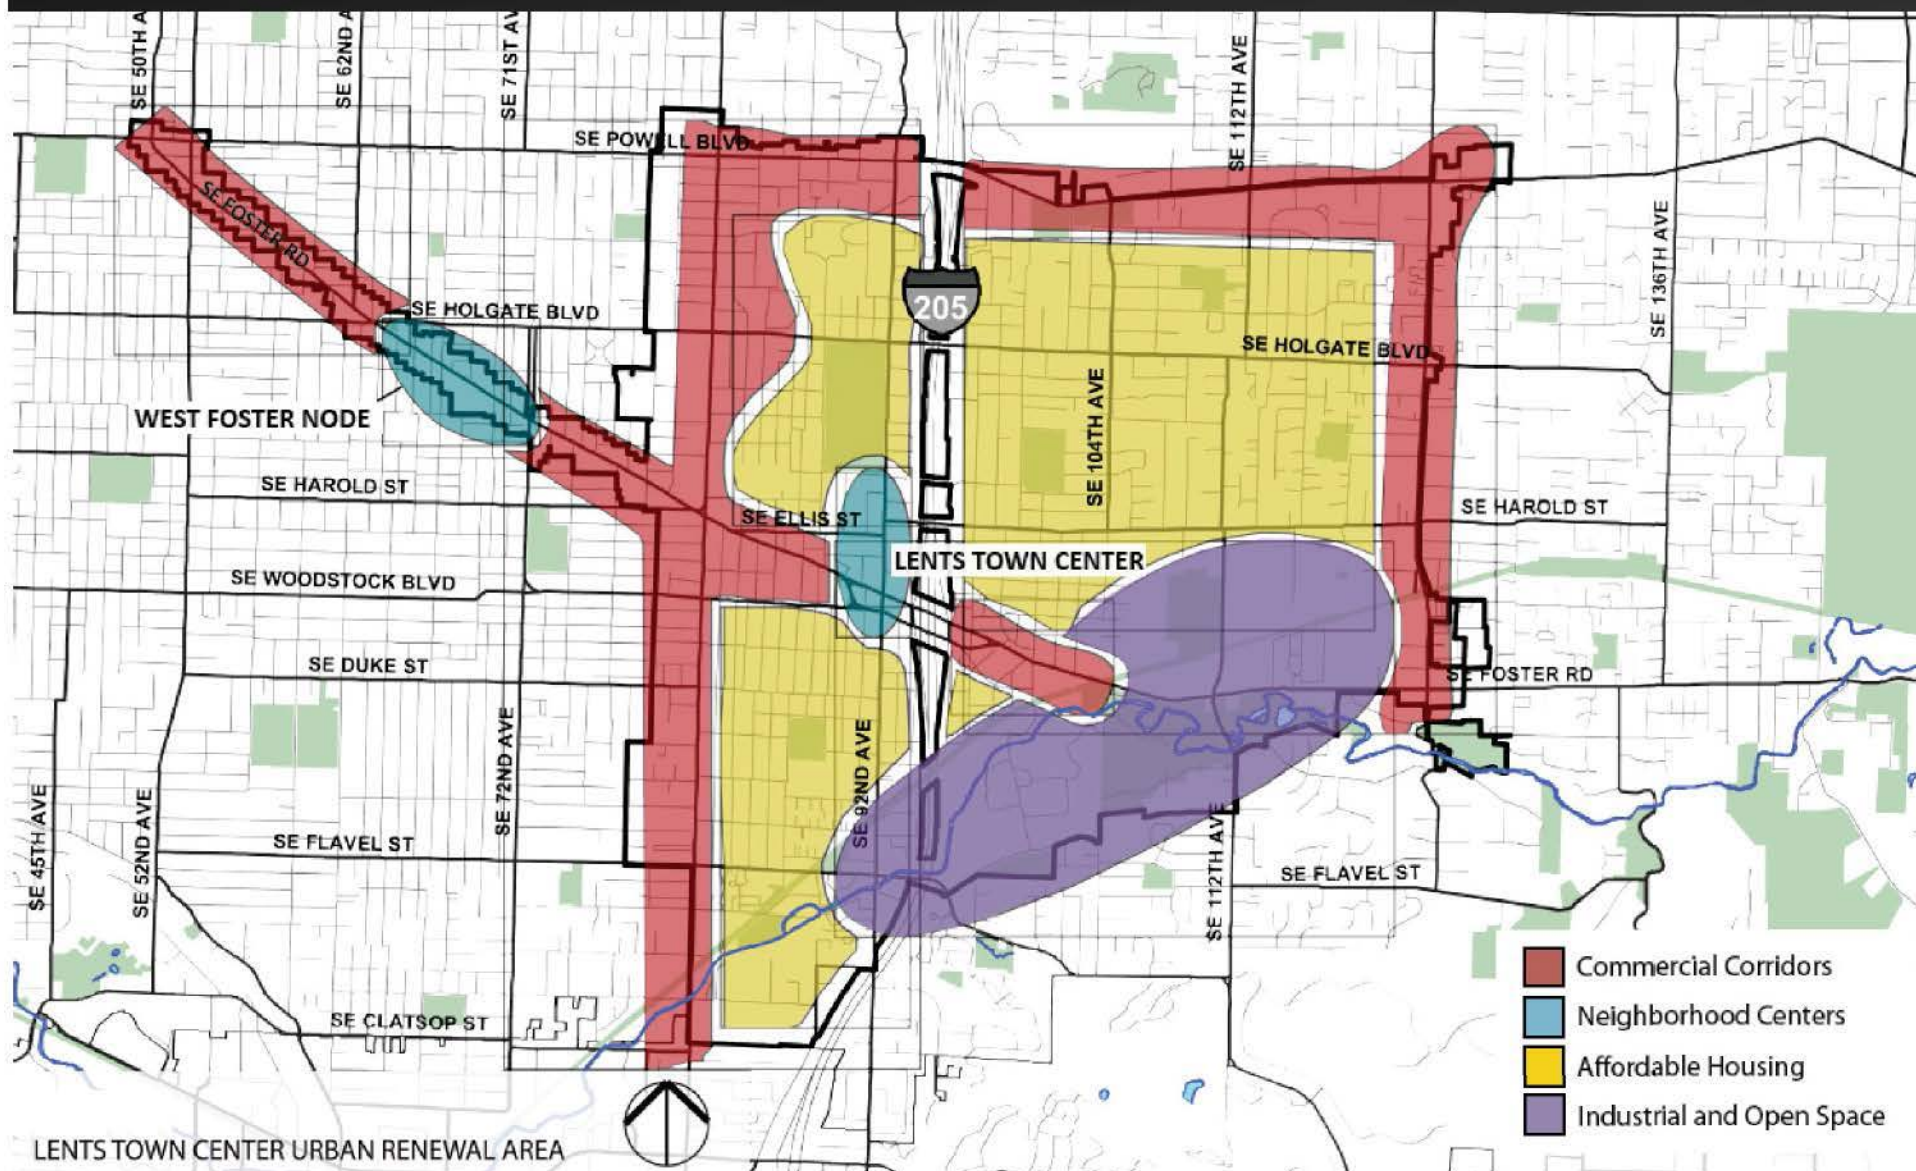 SE 50TH A
SE 62ND A
SE 71ST AV
SE 112TH AVE
SE POWELL BLVD
SE FOSTER RD
SE 136TH AVE
SE HOLGATE BLVD
205
SE HOLGATE BLVD
WEST FOSTER NODE
SE 104TH AVE
SE HAROLD ST
SE ELLIS ST
SE HAROLD ST
LENTS TOWN CENTER
SE WOODSTOCK BLVD
SE DUKE ST
SE FOSTER RD
SE 72ND AVE
SE 92ND AVE
SE 45TH AVE
SE 52ND AVE
SE FLAVEL ST
SE 112TH AVE
SE FLAVEL ST
SE CLATSOP ST
Commercial Corridors
Neighborhood Centers
Affordable Housing
Industrial and Open Space
LENTS TOWN CENTER URBAN RENEWAL AREA